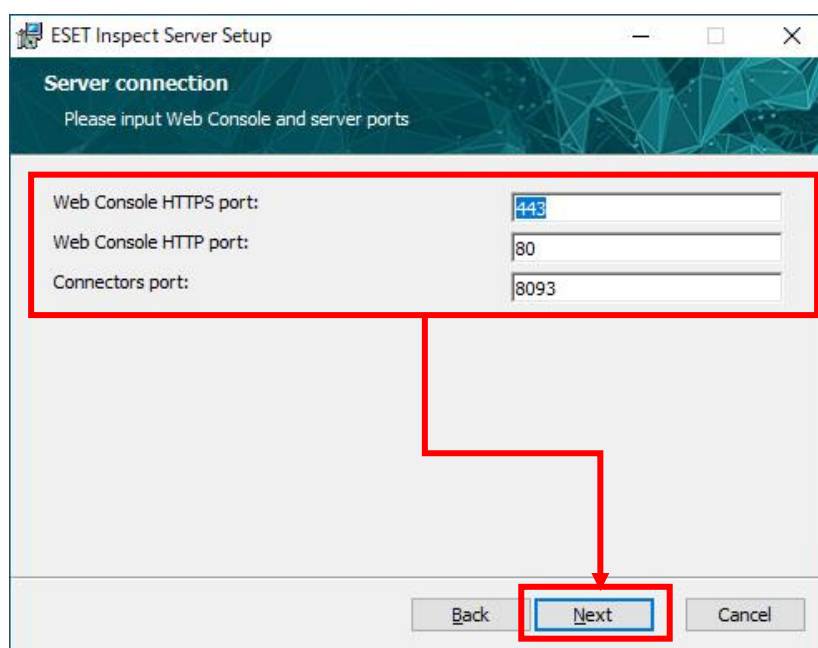 ESET Inspect Server Setup
Server connection
Please input Web Console and server ports
Web Console HTTPS port: 443
Web Console HTTP port: 80
Connectors port: 8093
Back Next Cancel